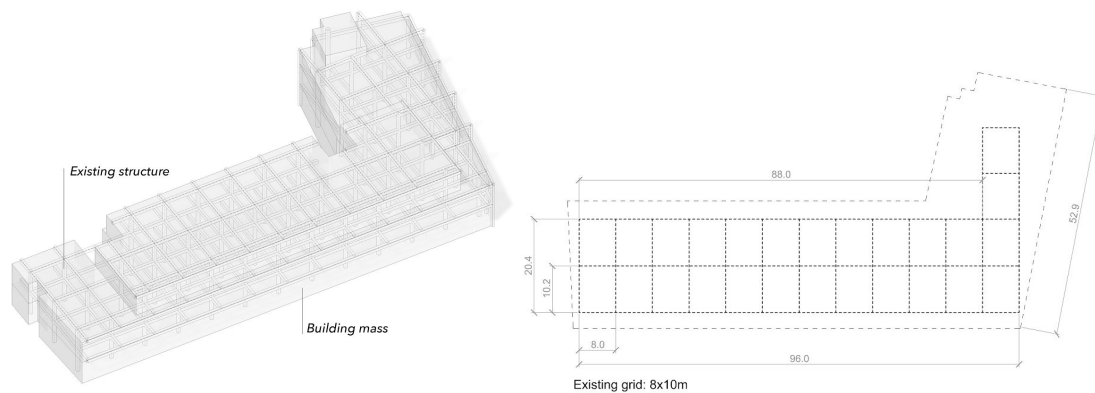 Existing structure
Building mass
88.0
52.9
20.4
10.2
8.0
96.0
Existing grid: 8x10m